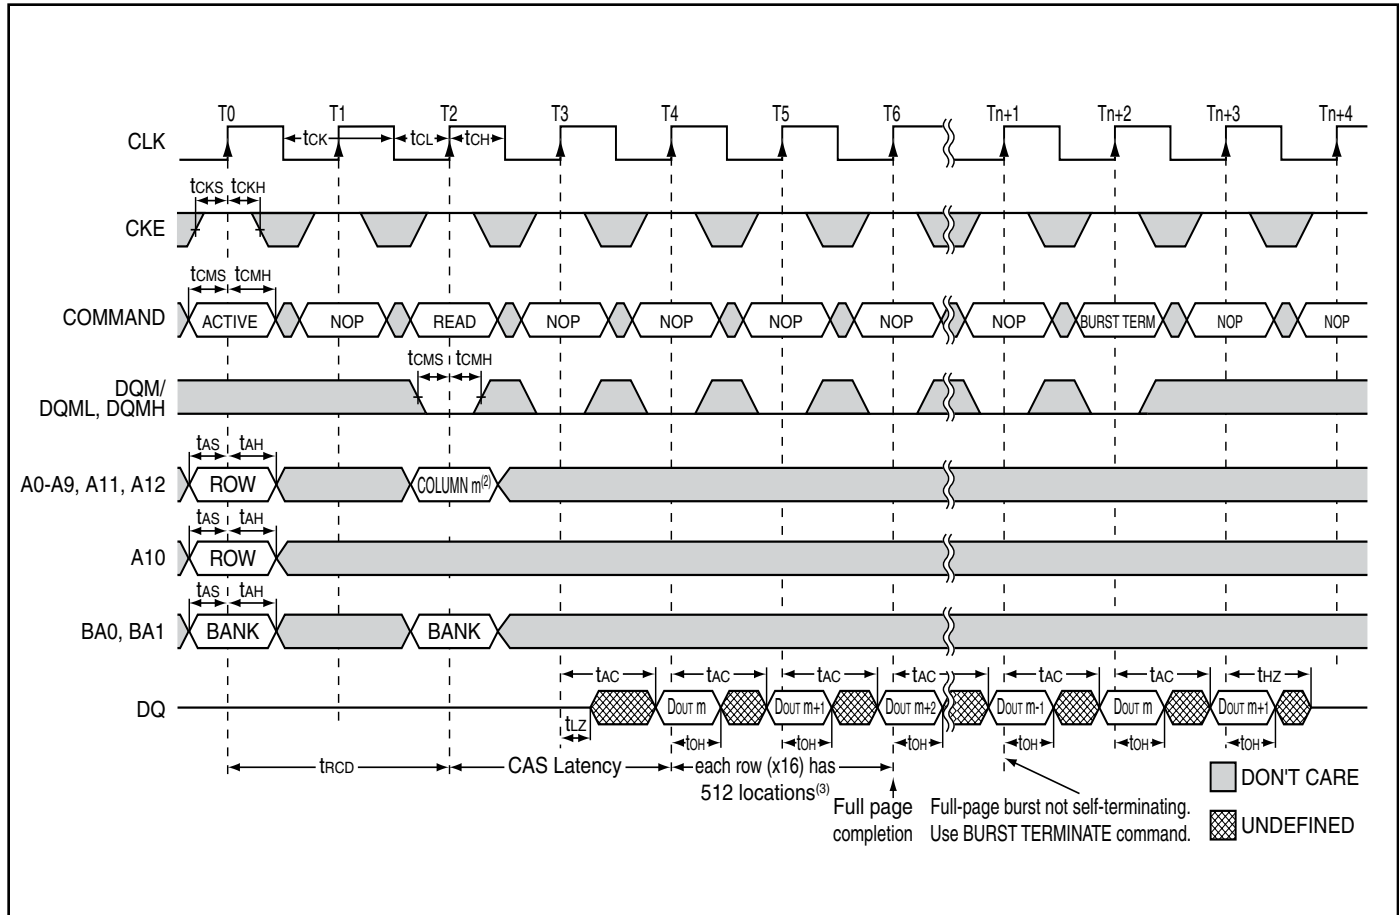 T0 T1 T2 T3 T4 T5 T6 Tn+1 Tn+2 Tn+3 Tn+4
CLK tCK tCL tCH
tCKS tCKH
CKE
tCMS tCMH
COMMAND ACTIVE NOP READ NOP NOP NOP NOP NOP BURST TERM NOP NOP
tCMS tCMH
DQM/
DQML, DQMH
tAS tAH
A0-A9, A11, A12 ROW COLUMN m(2)
tAS tAH
A10 ROW
tAS tAH
BA0, BA1 BANK BANK
tAC tAC tAC tAC tAC tAC tHZ
DQ DOUT m DOUT m+1 DOUT m+2 DOUT m-1 DOUT m DOUT m+1
tLZ tOH tOH tOH tOH tOH tOH
tRCD CAS Latency each row (x16) has
512 locations(3)
Full page
completion
Full-page burst not self-terminating.
Use BURST TERMINATE command.
DON'T CARE
UNDEFINED